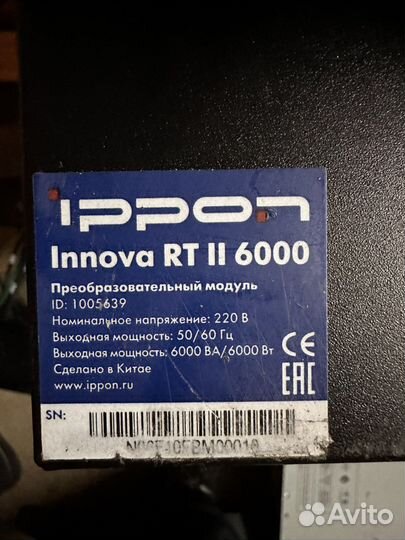 ippon
Innova RT II 6000
Преобразовательный модуль
ID: 1005639
Номинальное напряжение: 220 В
Выходная мощность: 50/60 Гц
Выходная мощность: 6000 ВА/6000 Вт
Сделано в Китае
www.ippon.ru
CE
EAC
SN:
Avito